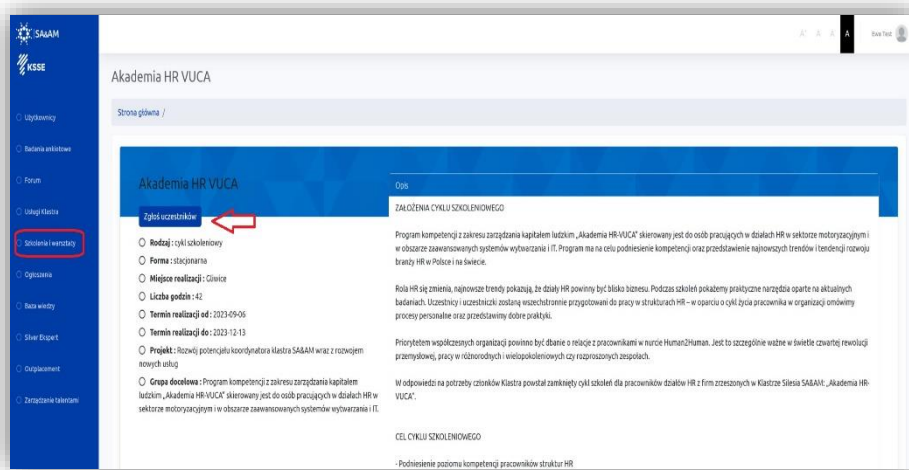 SA&AM
KSSE
Użytkownicy
Badania ankietowe
Forum
Usługi Klastra
Szkolenia i warsztaty
Ogłoszenia
Baza wiedzy
Silver Ekspert
Outplacement
Zarządzanie talentami
A A A A
Ewa Test
Akademia HR VUCA
Strona główna /
Akademia HR VUCA
Zgłoś uczestników
Rodzaj : cykl szkoleniowy
Forma : stacjonarna
Miejsce realizacji : Gliwice
Liczba godzin : 42
Termin realizacji od : 2023-09-06
Termin realizacji do : 2023-12-13
Projekt : Rozwój potencjału koordynatora klastra SA&AM wraz z rozwojem
nowych usług
Grupa docelowa : Program kompetencji z zakresu zarządzania kapitałem
ludzkim „Akademia HR-VUCA” skierowany jest do osób pracujących w działach HR w
sektorze motoryzacyjnym i w obszarze zaawansowanych systemów wytwarzania i IT.
Opis
ZAŁOŻENIA CYKLU SZKOLENIOWEGO
Program kompetencji z zakresu zarządzania kapitałem ludzkim „Akademia HR-VUCA” skierowany jest do osób pracujących w działach HR w sektorze motoryzacyjnym i
w obszarze zaawansowanych systemów wytwarzania i IT. Program ma na celu podniesienie kompetencji oraz przedstawienie najnowszych trendów i tendencji rozwoju
branży HR w Polsce i na świecie.
Rola HR się zmienia, najnowsze trendy pokazują, że działy HR powinny być blisko biznesu. Podczas szkoleń pokażemy praktyczne narzędzia oparte na aktualnych
badaniach. Uczestnicy i uczestniczki zostaną wszechstronnie przygotowani do pracy w strukturach HR – w oparciu o cykl życia pracownika w organizacji omówimy
procesy personalne oraz przedstawimy dobre praktyki.
Priorytetem współczesnych organizacji powinno być dbanie o relacje z pracownikami w nurcie Human2Human. Jest to szczególnie ważne w świetle czwartej rewolucji
przemysłowej, pracy w różnorodnych i wielopokoleniowych czy rozproszonych zespołach.
W odpowiedzi na potrzeby członków Klastra powstał zamknięty cykl szkoleń dla pracowników działów HR z firm zrzeszonych w Klastrze Silesia SA&AM: „Akademia HR-
VUCA”.
CEL CYKLU SZKOLENIOWEGO
- Podniesienie poziomu kompetencji pracowników struktur HR